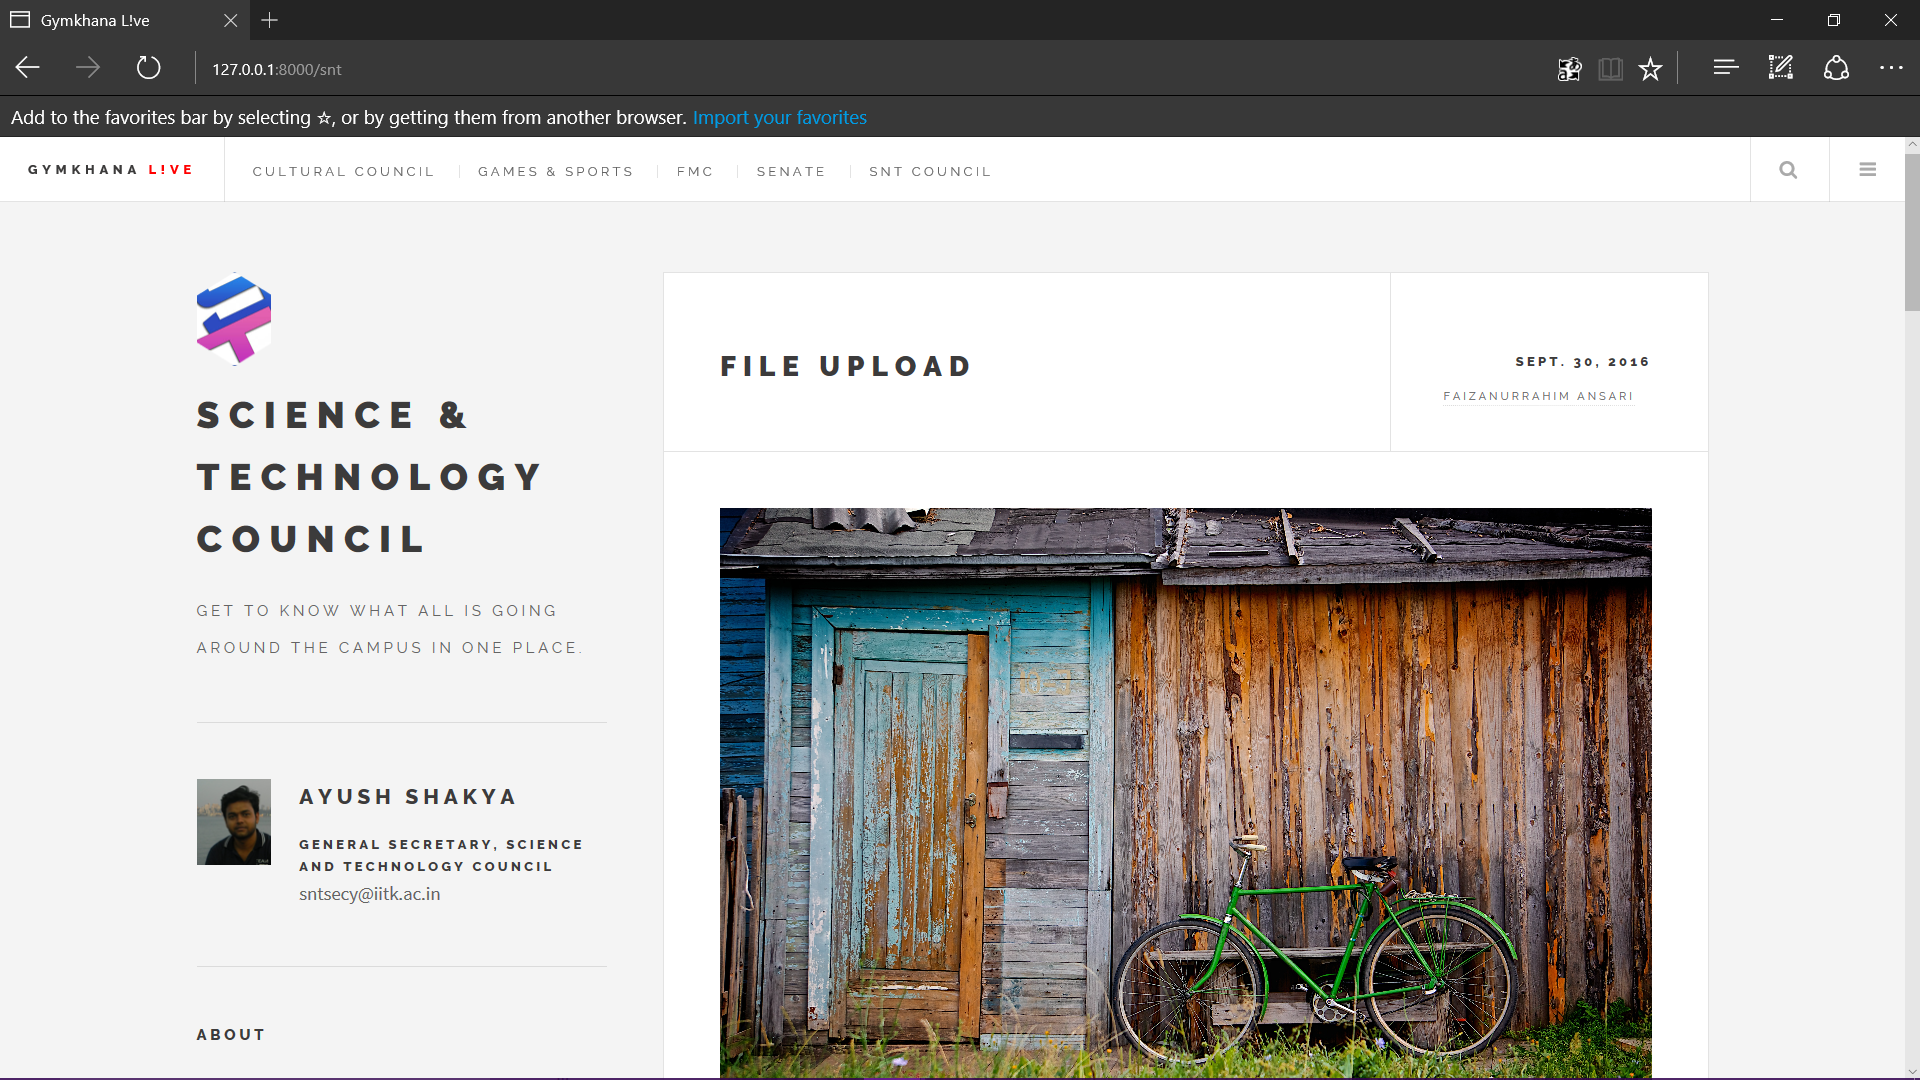 Gymkhana L!ve
127.0.0.1:8000/snt
Add to the favorites bar by selecting ☆, or by getting them from another browser. Import your favorites
GYMKHANA L!VE
CULTURAL COUNCIL
GAMES & SPORTS
FMC
SENATE
SNT COUNCIL
SCIENCE &
TECHNOLOGY
COUNCIL
GET TO KNOW WHAT ALL IS GOING
AROUND THE CAMPUS IN ONE PLACE.
AYUSH SHAKYA
GENERAL SECRETARY, SCIENCE
AND TECHNOLOGY COUNCIL
sntsecy@iitk.ac.in
ABOUT
FILE UPLOAD
SEPT. 30, 2016
FAIZANURRAHIM ANSARI